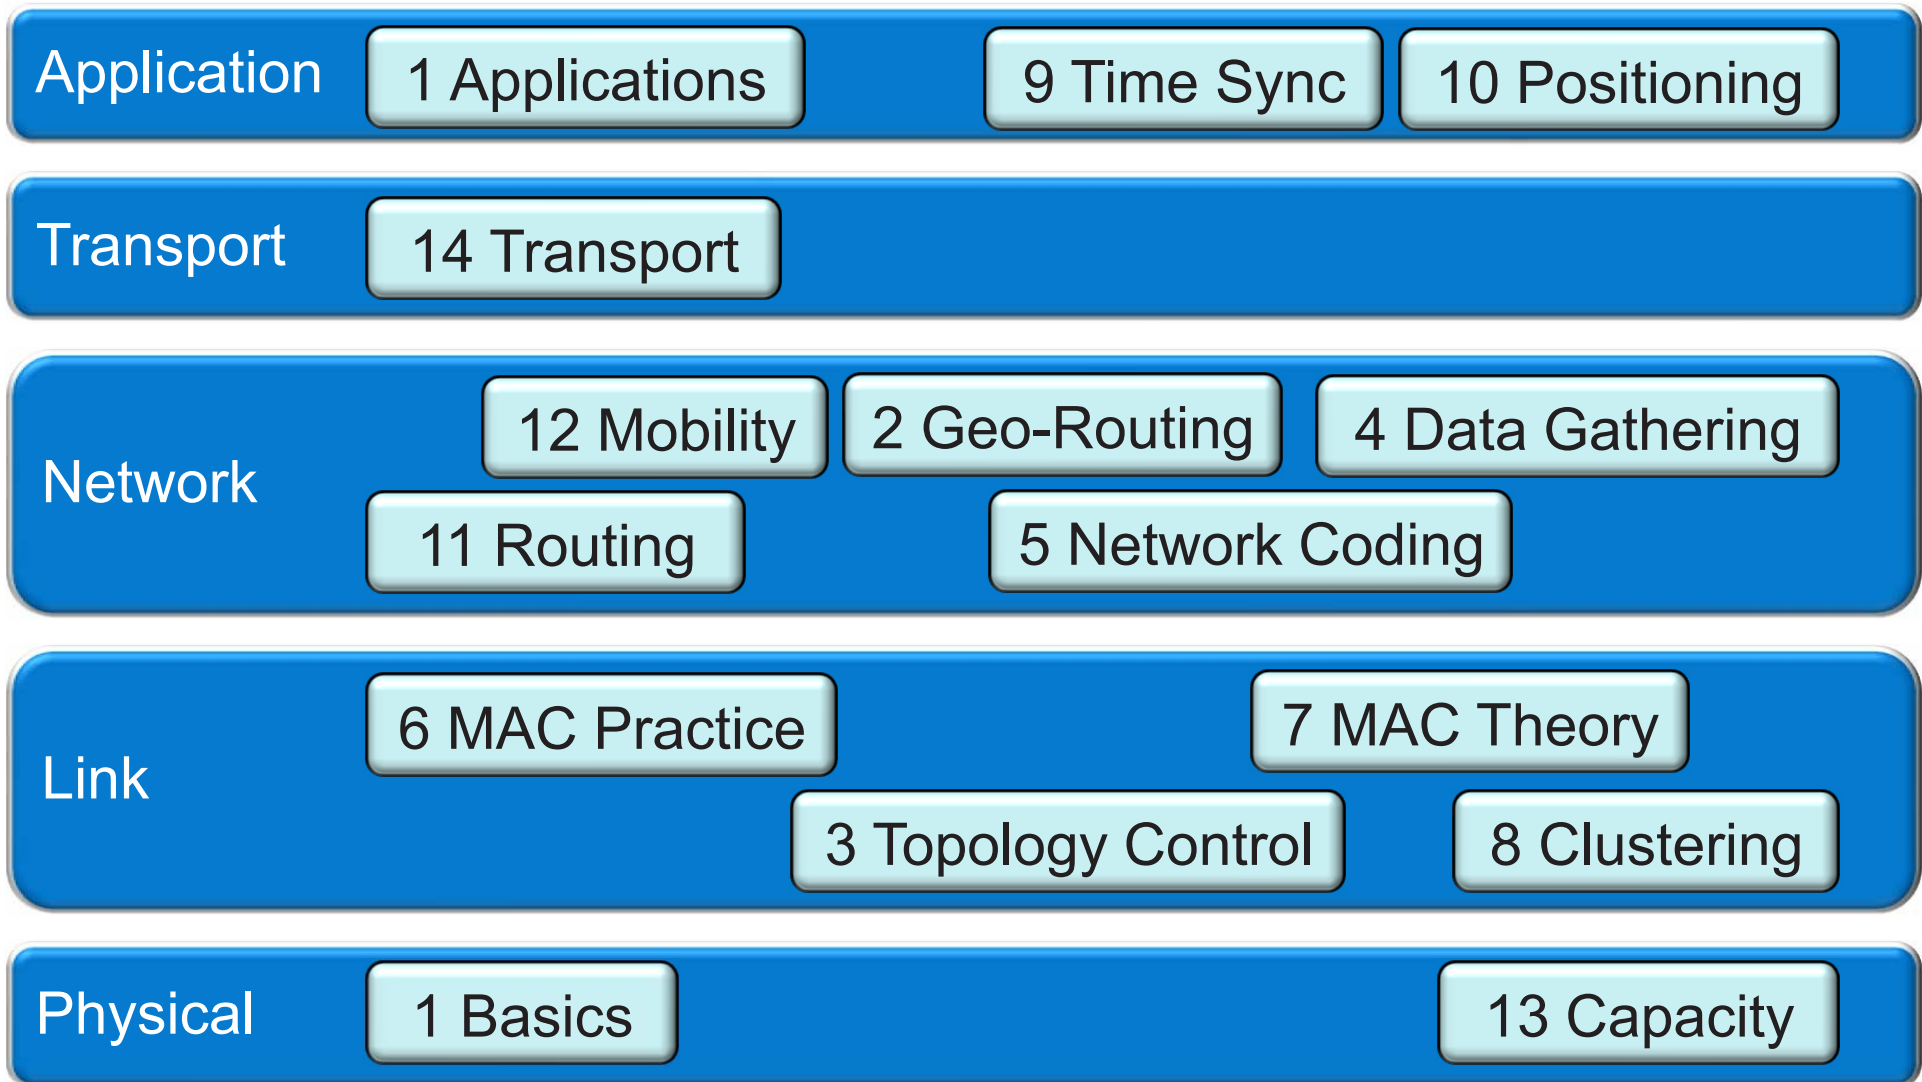 Application
1 Applications
9 Time Sync
10 Positioning
Transport
14 Transport
Network
12 Mobility
2 Geo-Routing
4 Data Gathering
11 Routing
5 Network Coding
Link
6 MAC Practice
7 MAC Theory
3 Topology Control
8 Clustering
Physical
1 Basics
13 Capacity